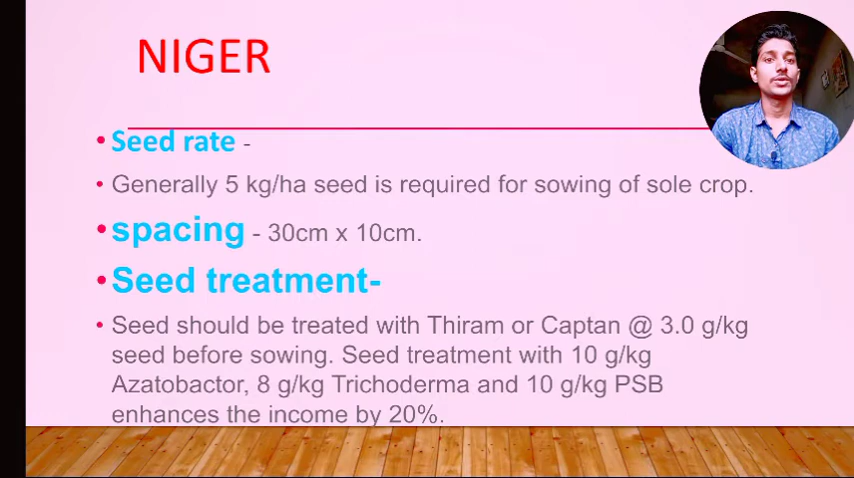 NIGER
• Seed rate -
• Generally 5 kg/ha seed is required for sowing of sole crop.
• spacing - 30cm x 10cm.
• Seed treatment-
• Seed should be treated with Thiram or Captan @ 3.0 g/kg
seed before sowing. Seed treatment with 10 g/kg
Azatobactor, 8 g/kg Trichoderma and 10 g/kg PSB
enhances the income by 20%.